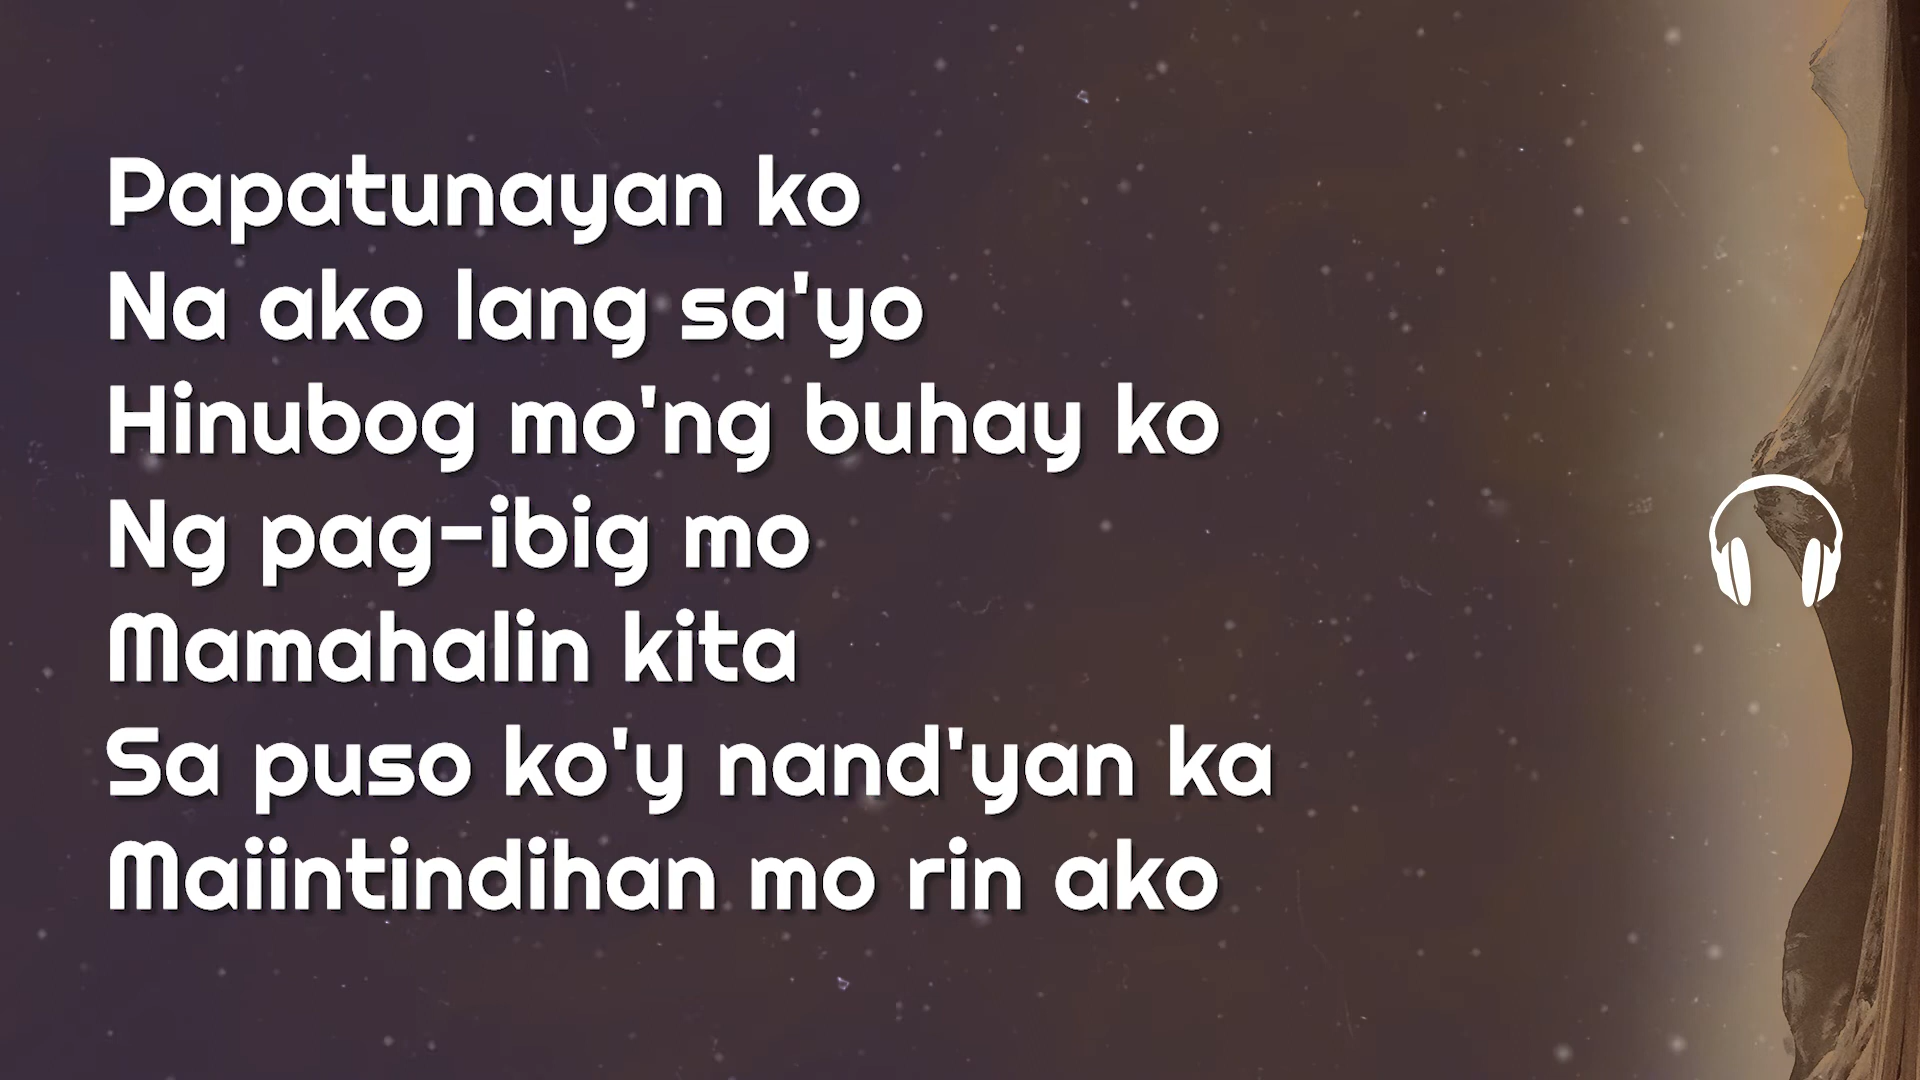 Papatunayan ko
Na ako lang sa'yo
Hinubog mo'ng buhay ko
Ng pag-ibig mo
Mamahalin kita
Sa puso ko'y nand'yan ka
Maiintindihan mo rin ako